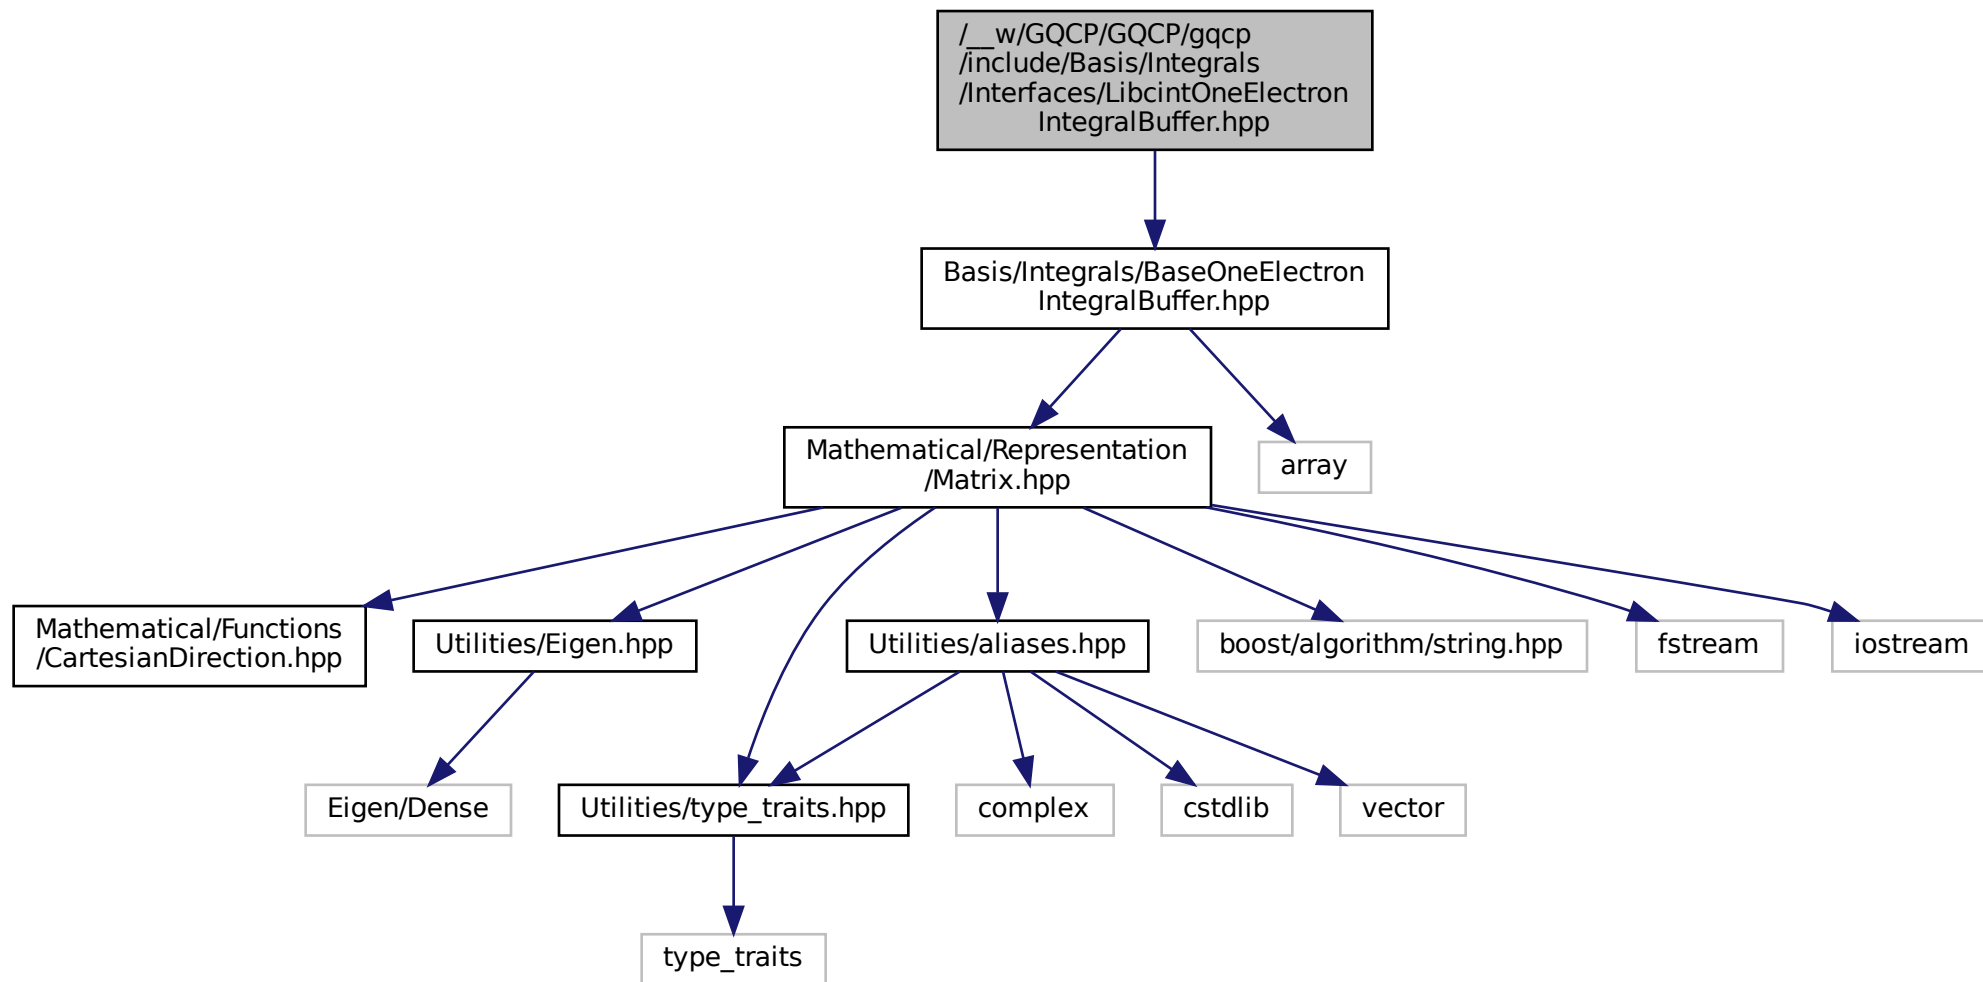 /__w/GQCP/GQCP/gqcp
/include/Basis/Integrals
/Interfaces/LibcintOneElectron
IntegralBuffer.hpp
Basis/Integrals/BaseOneElectron
IntegralBuffer.hpp
Mathematical/Representation
/Matrix.hpp
array
Mathematical/Functions
/CartesianDirection.hpp
Utilities/Eigen.hpp
Utilities/aliases.hpp
boost/algorithm/string.hpp
fstream
iostream
Eigen/Dense
Utilities/type_traits.hpp
complex
cstdlib
vector
type_traits